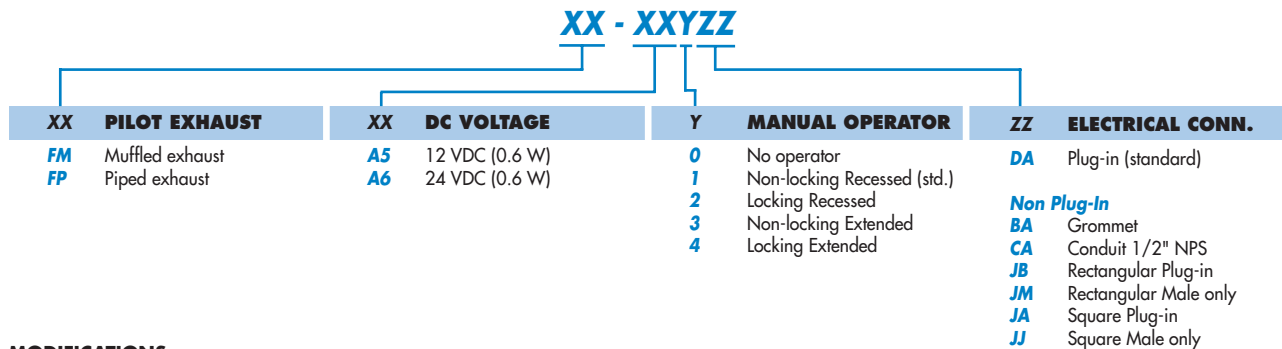 XX - XXYZZ
XX PILOT EXHAUST
FM Muffled exhaust
FP Piped exhaust
XX DC VOLTAGE
A5 12 VDC (0.6 W)
A6 24 VDC (0.6 W)
Y MANUAL OPERATOR
0 No operator
1 Non-locking Recessed (std.)
2 Locking Recessed
3 Non-locking Extended
4 Locking Extended
ZZ ELECTRICAL CONN.
DA Plug-in (standard)
Non Plug-In
BA Grommet
CA Conduit 1/2" NPS
JB Rectangular Plug-in
JM Rectangular Male only
JA Square Plug-in
JJ Square Male only
MODIFICATIONS